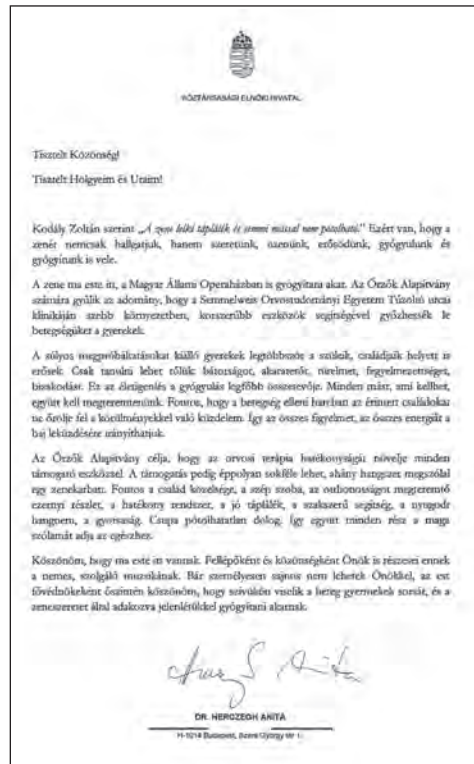 KÖZTÁRSASÁGI ELNÖKI HIVATAL
Tisztelt Közönség!
Tisztelt Hölgyeim és Uraim!
Kodály Zoltán szerint „A zene lelki táplálék és semmi mással nem pótolható." Ezért van, hogy a
zenét nemcsak hallgatjuk, hanem szeretünk, üzenünk, erősödünk, gyógyulunk és
gyógyítunk is vele.
A zene ma este itt, a Magyar Állami Operaházban is gyógyítani akar. Az Őrzők Alapítvány
számára gyűlik az adomány, hogy a Semmelweis Orvostudományi Egyetem Tűzoltó utcai
klinikáján szebb környezetben, korszerűbb eszközök segítségével győzhessék le
betegségüket a gyerekek.
A súlyos megpróbáltatásokat kiálló gyerekek legtöbbször a szüleik, családjaik helyett is
erősek. Csak tanulni lehet tőlük bátorságot, akaraterőt, türelmet, fegyelmezettséget,
bizakodást. Ez az életigenlés a gyógyulás legfőbb összetevője. Minden mást, ami kellhet,
együtt kell megteremtenünk. Fontos, hogy a betegség elleni harcban az érintett családokat
ne őrölje fel a körülményekkel való küzdelem. Így az összes figyelmet, az összes energiát a
baj leküzdésére irányíthatják.
Az Őrzők Alapítvány célja, hogy az orvosi terápia hatékonyságát növelje minden
támogató eszközzel. A támogatás pedig éppolyan sokféle lehet, ahány hangszer megszólal
egy zenekarban. Fontos a család közelsége, a szép szoba, az otthonosságot megteremtő
ezernyi részlet, a hatékony rendszer, a jó táplálék, a szakszerű segítség, a nyugodt
hangnem, a gyorsaság. Csupa pótolhatatlan dolog. Így együtt minden rész a maga
szólamát adja az egészhez.
Köszönöm, hogy ma este itt vannak. Fellépőként és közönségként Önök is részesei ennek
a nemes, szolgáló muzsikának. Bár személyesen sajnos nem lehetek Önökkel, az est
fővédnökeként őszintén köszönöm, hogy szívükön viselik a beteg gyermekek sorsát, és a
zeneszeretet által adakozva jelenlétükkel gyógyítani akarnak.
DR. HERCZEGH ANITA
H-1014 Budapest, Szent György tér 1.